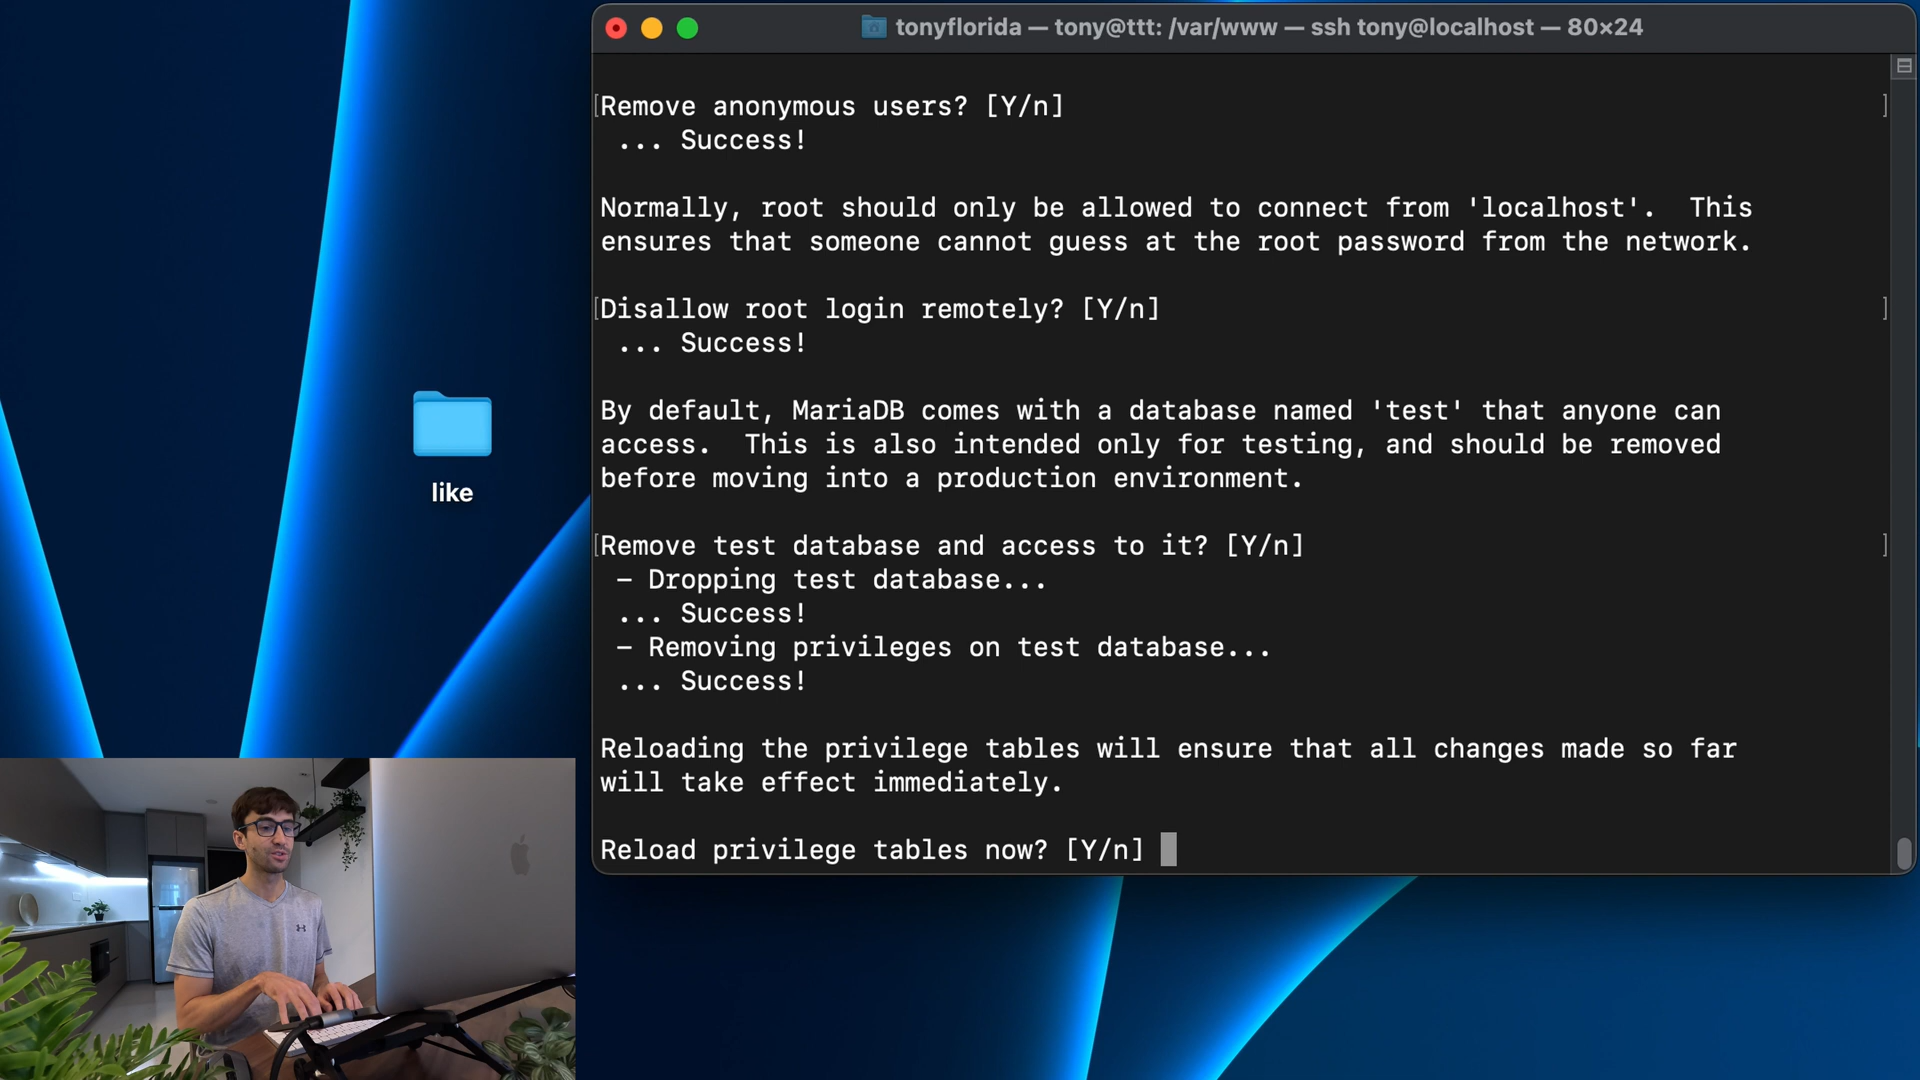 tonyflorida — tony@ttt: /var/www — ssh tony@localhost — 80×24
[Remove anonymous users? [Y/n] ]
... Success!
Normally, root should only be allowed to connect from 'localhost'.  This
ensures that someone cannot guess at the root password from the network.
[Disallow root login remotely? [Y/n] ]
... Success!
By default, MariaDB comes with a database named 'test' that anyone can
access.  This is also intended only for testing, and should be removed
before moving into a production environment.
[Remove test database and access to it? [Y/n] ]
– Dropping test database...
... Success!
– Removing privileges on test database...
... Success!
Reloading the privilege tables will ensure that all changes made so far
will take effect immediately.
Reload privilege tables now? [Y/n]
like